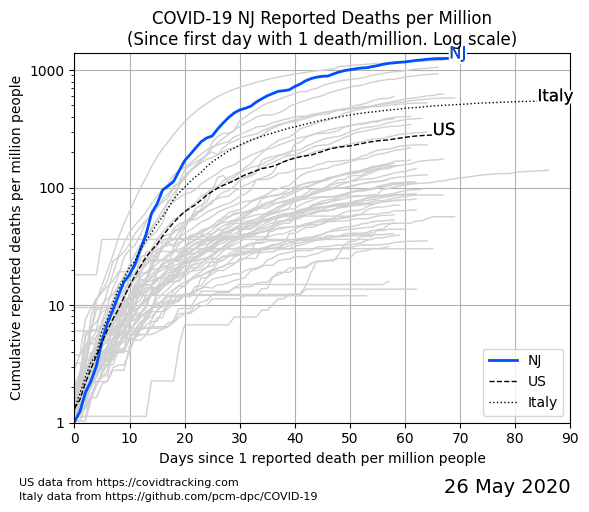 COVID-19 NJ Reported Deaths per Million
(Since first day with 1 death/million. Log scale)
Cumulative reported deaths per million people
1000
100
10
1
NJ
Italy
US
NJ
US
Italy
0 10 20 30 40 50 60 70 80 90
Days since 1 reported death per million people
US data from https://covidtracking.com
Italy data from https://github.com/pcm-dpc/COVID-19
26 May 2020